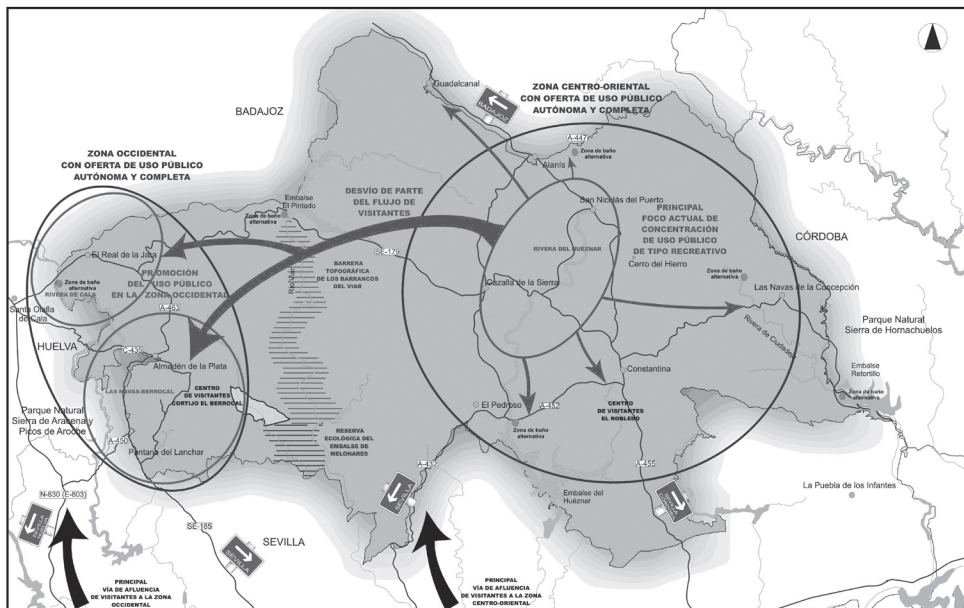 Guadalcanal
BADAJOZ
BADAJOZ
ZONA CENTRO-ORIENTAL
CON OFERTA DE USO PÚBLICO
AUTÓNOMA Y COMPLETA
A-447
Zona de baño
alternativa
Alanís
ZONA OCCIDENTAL
CON OFERTA DE USO PÚBLICO
AUTÓNOMA Y COMPLETA
DESVÍO DE PARTE
DEL FLUJO DE
VISITANTES
Embalse
El Pintado
Zona de baño
alternativa
San Nicolás del Puerto
PRINCIPAL
FOCO ACTUAL DE
CONCENTRACIÓN
DE USO PÚBLICO
DE TIPO RECREATIVO
CÓRDOBA
RIVERA DEL HUEZNAR
Cerro del Hierro
SE-179
El Real de la Jara
BARRERA
TOPOGRÁFICA
DE LOS BARRANCOS
DEL VIAR
Río Viar
PROMOCIÓN
DEL USO PÚBLICO
EN LA ZONA OCCIDENTAL
Zona de baño
alternativa
RIVERA DE CALA
Cazalla de la Sierra
Zona de baño
alternativa
Las Navas de la Concepción
Santa Olalla
de Cala
A-463
Rivera de Ciudadeja
Parque Natural
Sierra de Hornachuelos
HUELVA
C-435
Almadén de la Plata
Constantina
Embalse
Retortillo
LAS NAVAS-BERROCAL
CENTRO
DE VISITANTES
CORTIJO EL BERROCAL
El Pedroso
A-452
CENTRO
DE VISITANTES
EL ROBLEDO
Zona de baño
alternativa
Zona de baño
alternativa
Parque Natural
Sierra de Aracena y
Picos de Aroche
A-450
Pantano del Lanchar
RESERVA
ECOLÓGICA DEL
EMBALSE DE
MELONARES
A-432
A-455
N-630 (E-803)
SEVILLA
Embalse del
Huéznar
La Puebla de los Infantes
SE-185
SEVILLA
SEVILLA
PRINCIPAL
VÍA DE AFLUENCIA
DE VISITANTES A LA ZONA
OCCIDENTAL
PRINCIPAL
VÍA DE AFLUENCIA
DE VISITANTES A LA ZONA
CENTRO-ORIENTAL